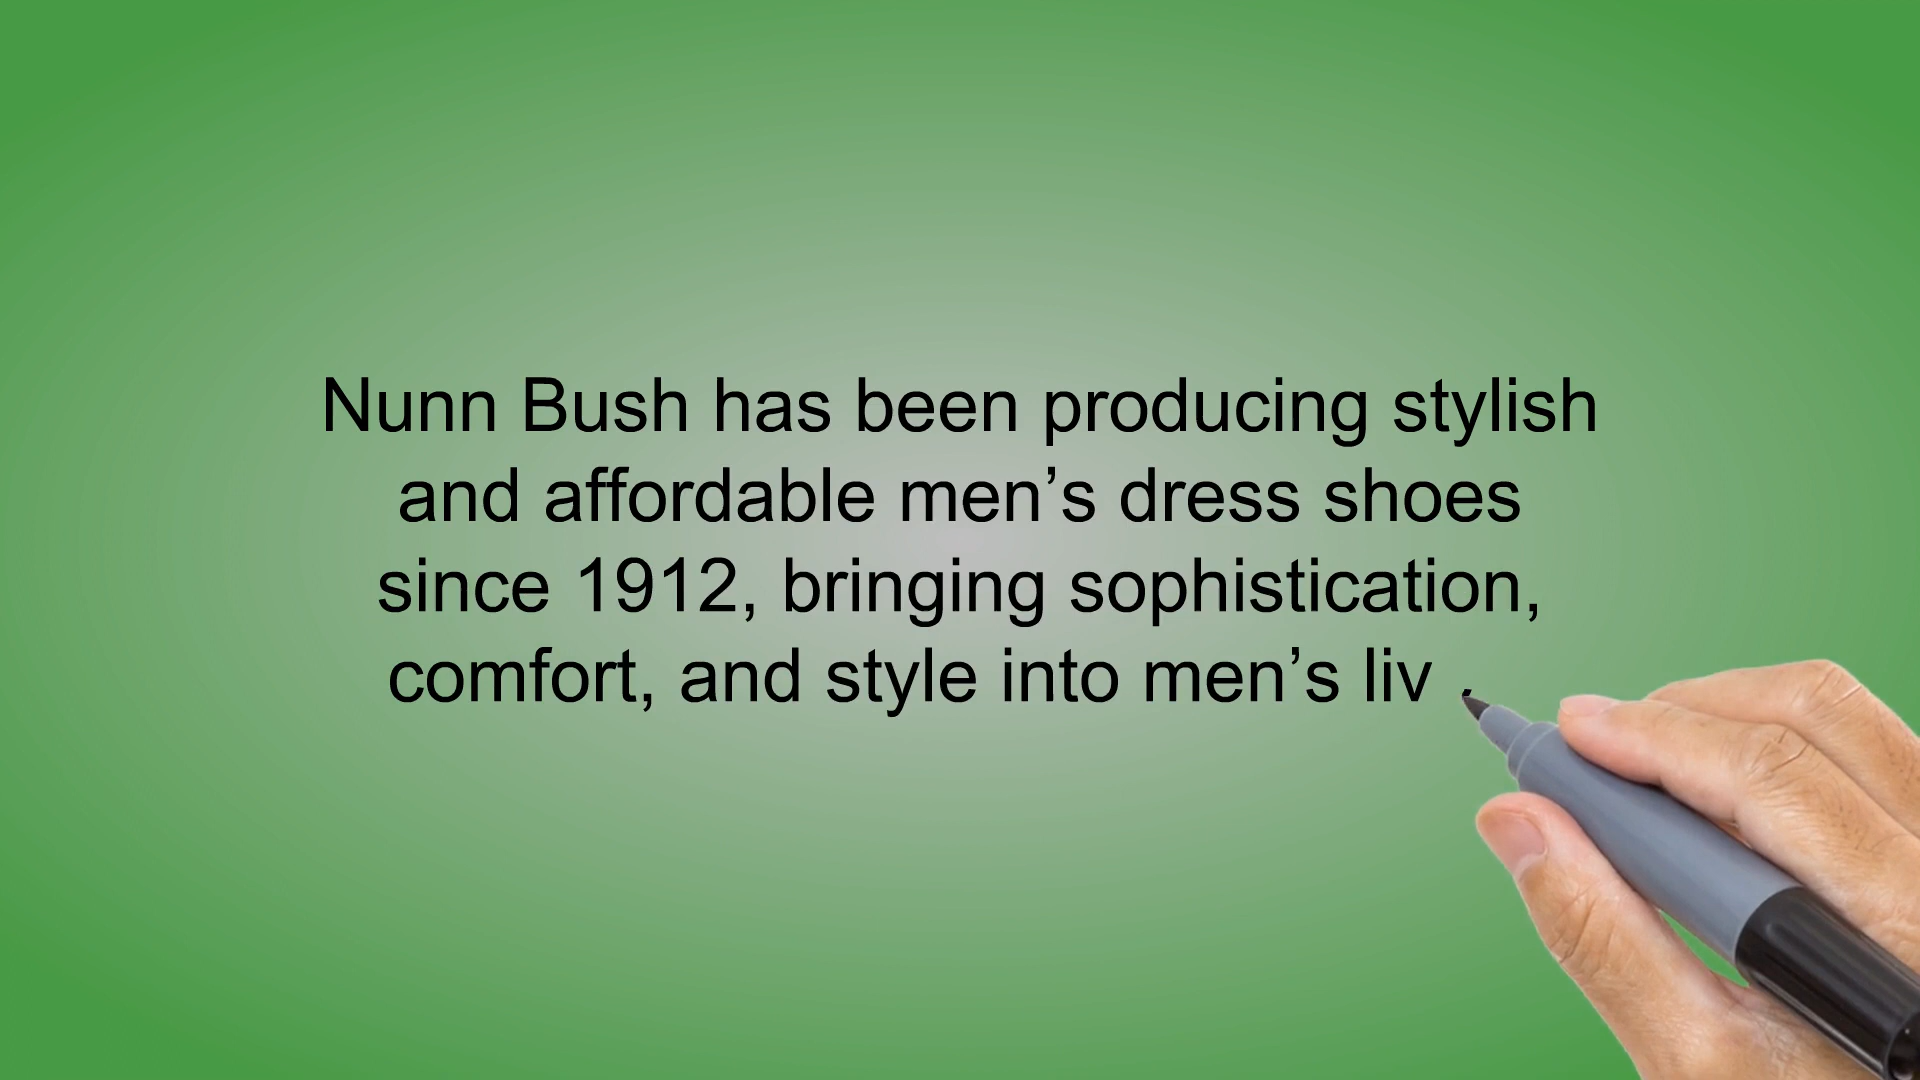 Nunn Bush has been producing stylish
and affordable men’s dress shoes
since 1912, bringing sophistication,
comfort, and style into men’s liv